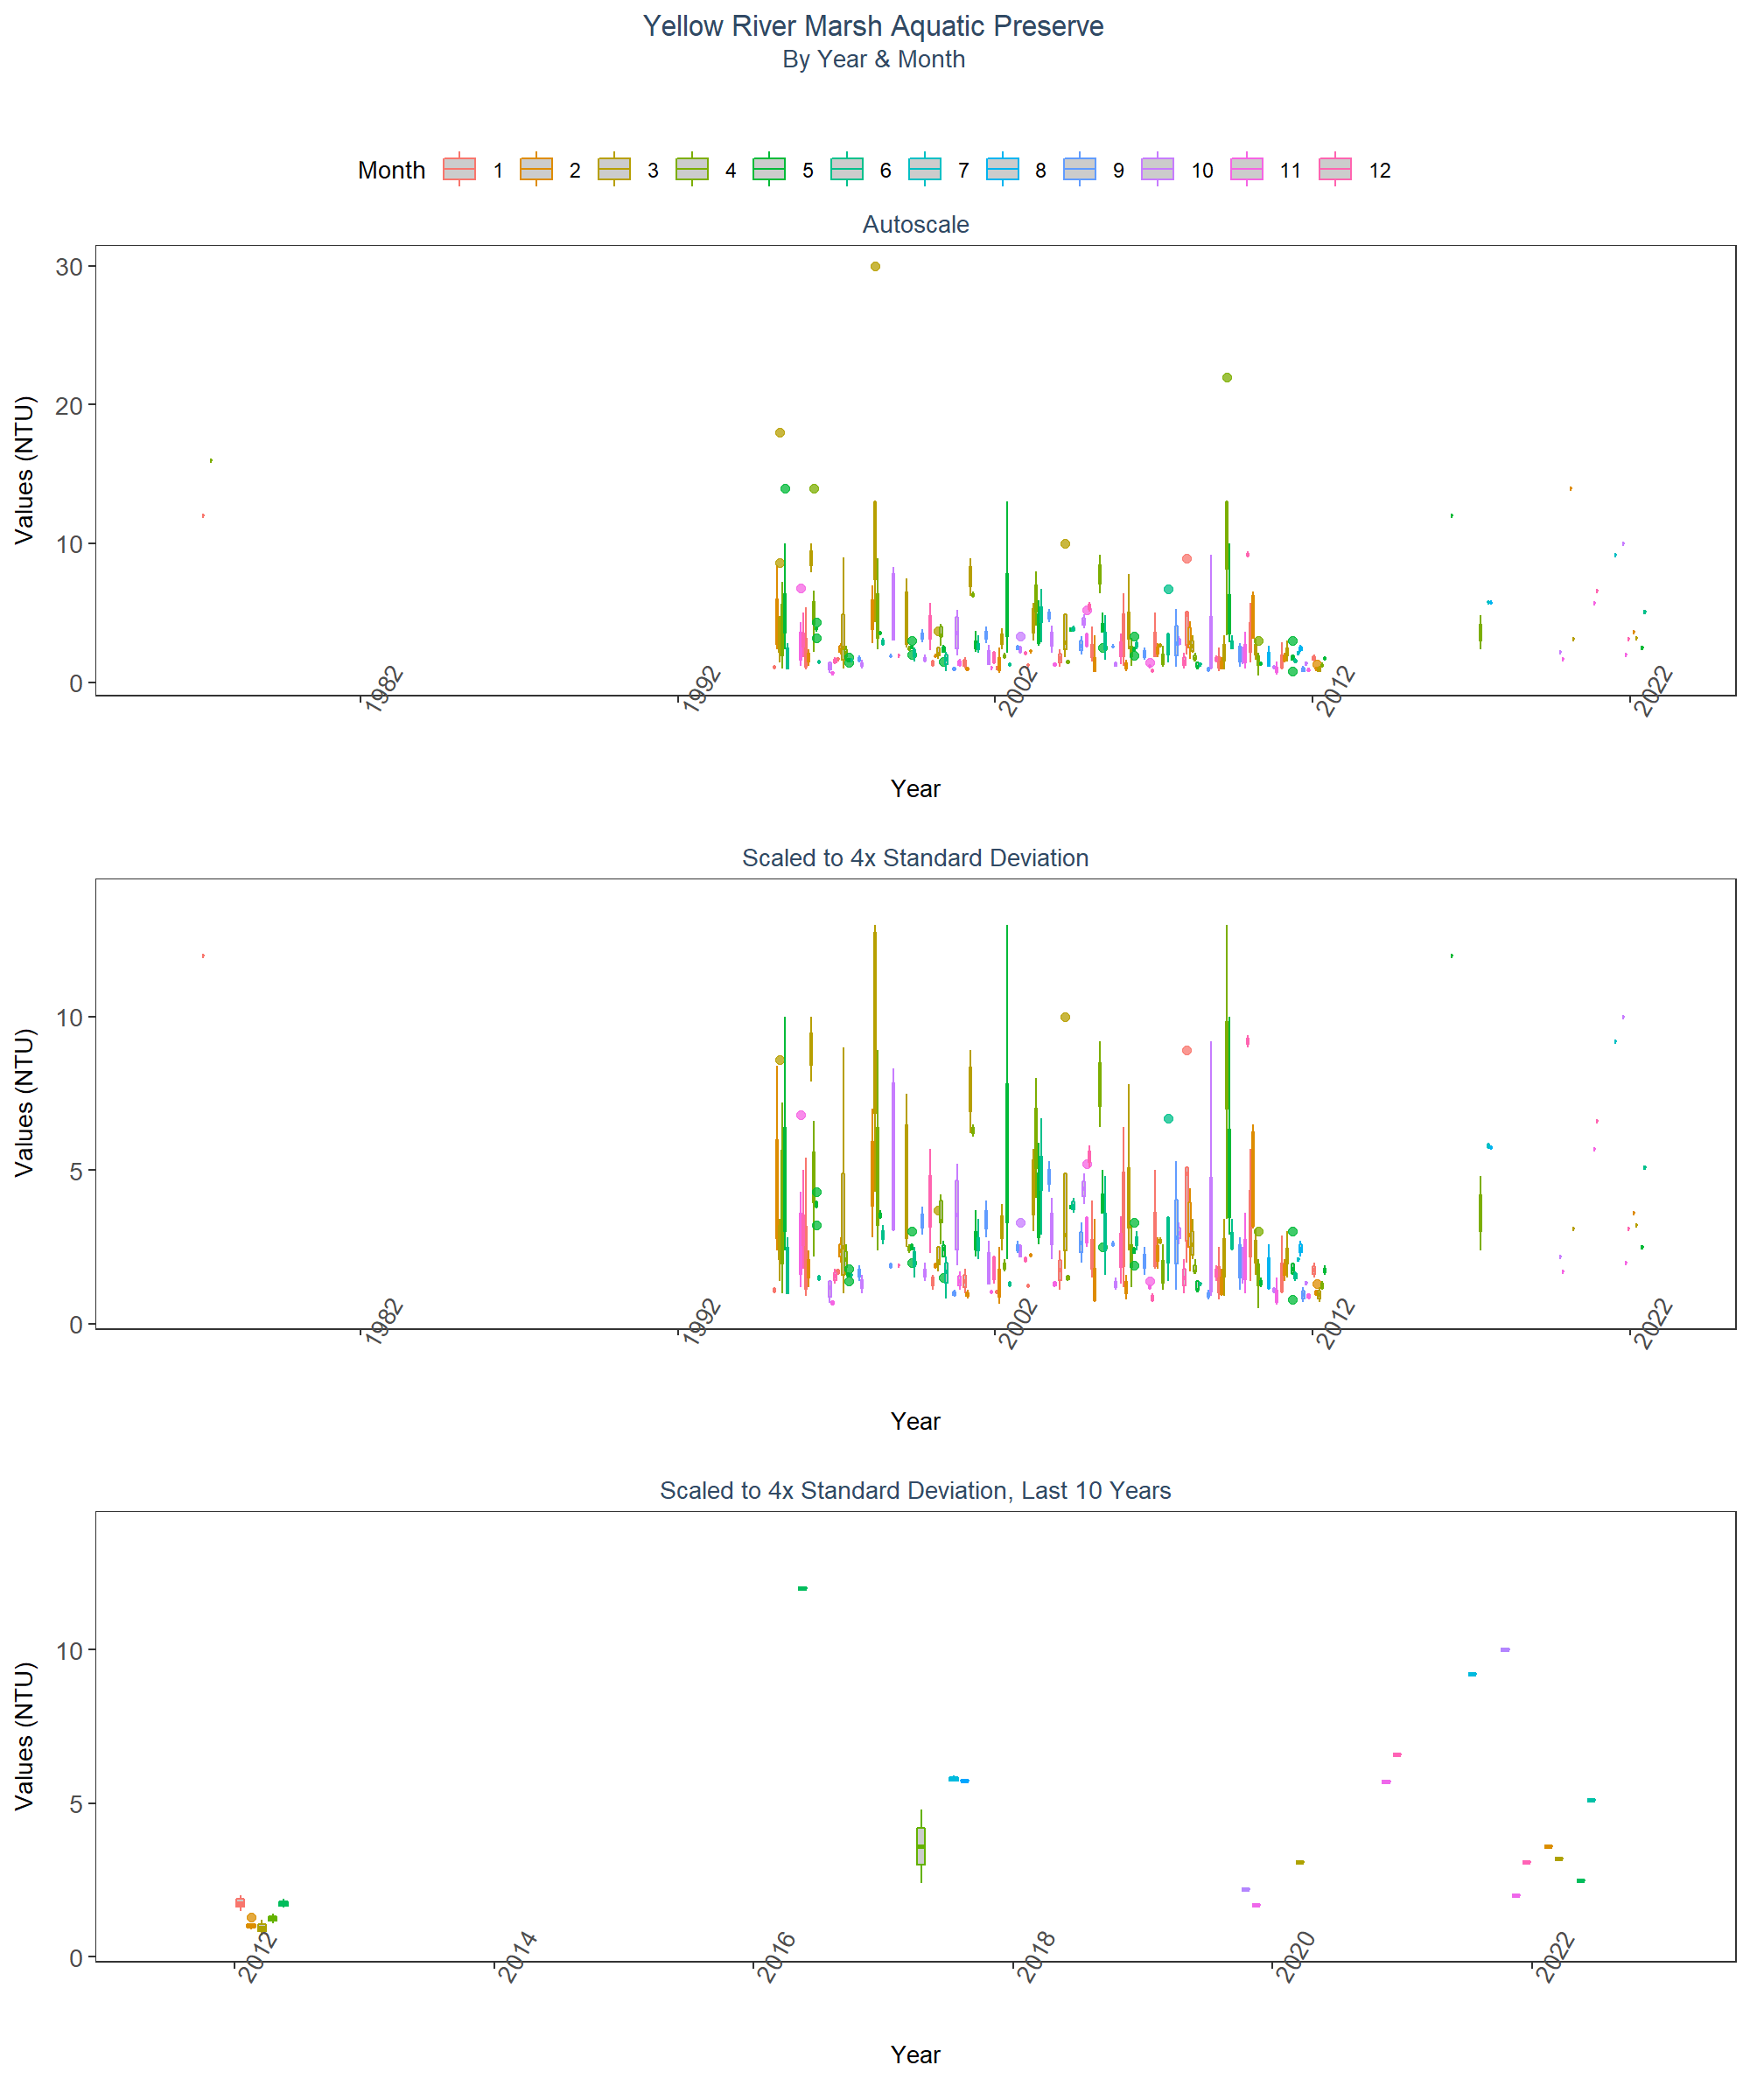 Yellow River Marsh Aquatic Preserve
By Year & Month
Month 1 2 3 4 5 6 7 8 9 10 11 12
Autoscale
Values (NTU)
30
20
10
0
1982 1992 2002 2012 2022
Year
Scaled to 4x Standard Deviation
Values (NTU)
10
5
0
1982 1992 2002 2012 2022
Year
Scaled to 4x Standard Deviation, Last 10 Years
Values (NTU)
10
5
0
2012 2014 2016 2018 2020 2022
Year